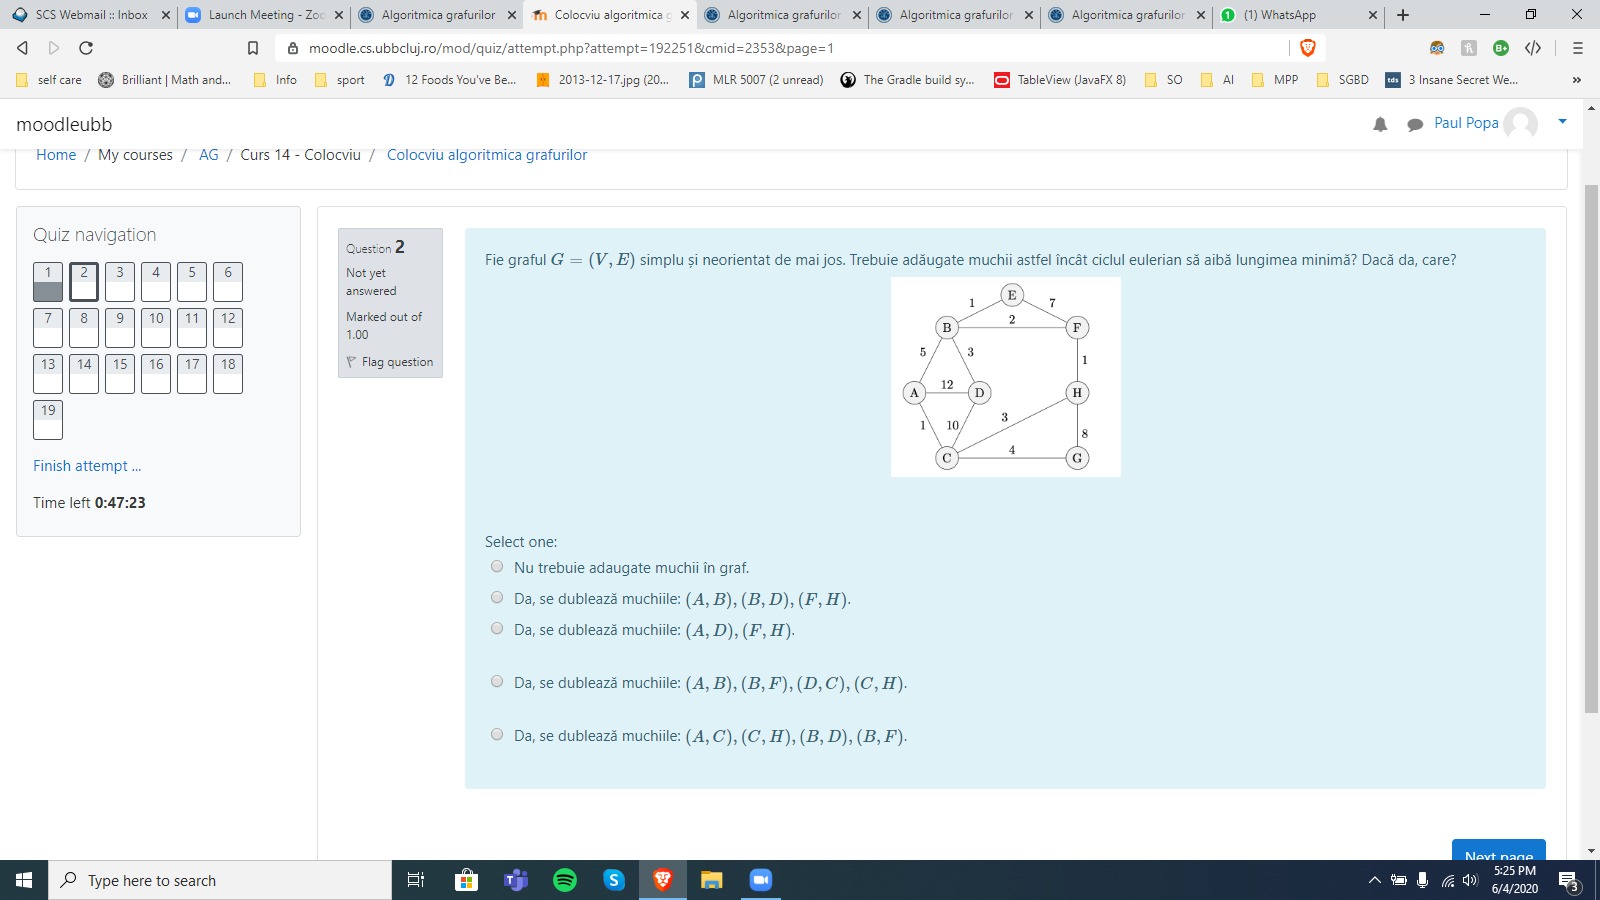 SCS Webmail :: Inbox
Launch Meeting - Zoo
Algoritmica grafurilor
Colocviu algoritmica g
Algoritmica grafurilor
Algoritmica grafurilor
Algoritmica grafurilor
(1) WhatsApp
moodle.cs.ubbcluj.ro/mod/quiz/attempt.php?attempt=192251&cmid=2353&page=1
self care
Brilliant | Math and...
Info
sport
12 Foods You've Be...
2013-12-17.jpg (20...
MLR 5007 (2 unread)
The Gradle build sy...
TableView (JavaFX 8)
SO
AI
MPP
SGBD
tds
3 Insane Secret We...
»
moodleubb
Paul Popa
Home / My courses / AG / Curs 14 - Colocviu / Colocviu algoritmica grafurilor
Quiz navigation
1 2 3 4 5 6
7 8 9 10 11 12
13 14 15 16 17 18
19
Finish attempt ...
Time left 0:47:23
Question 2
Not yet
answered
Marked out of
1.00
Flag question
Fie graful G = (V, E) simplu și neorientat de mai jos. Trebuie adăugate muchii astfel încât ciclul eulerian să aibă lungimea minimă? Dacă da, care?
E
1 7
2
B F
5 3 1
12
A D H
1 10 3
8
4
C G
Select one:
Nu trebuie adaugate muchii în graf.
Da, se dublează muchiile: (A, B), (B, D), (F, H).
Da, se dublează muchiile: (A, D), (F, H).
Da, se dublează muchiile: (A, B), (B, F), (D, C), (C, H).
Da, se dublează muchiile: (A, C), (C, H), (B, D), (B, F).
Next page
Type here to search
5:25 PM
6/4/2020
3